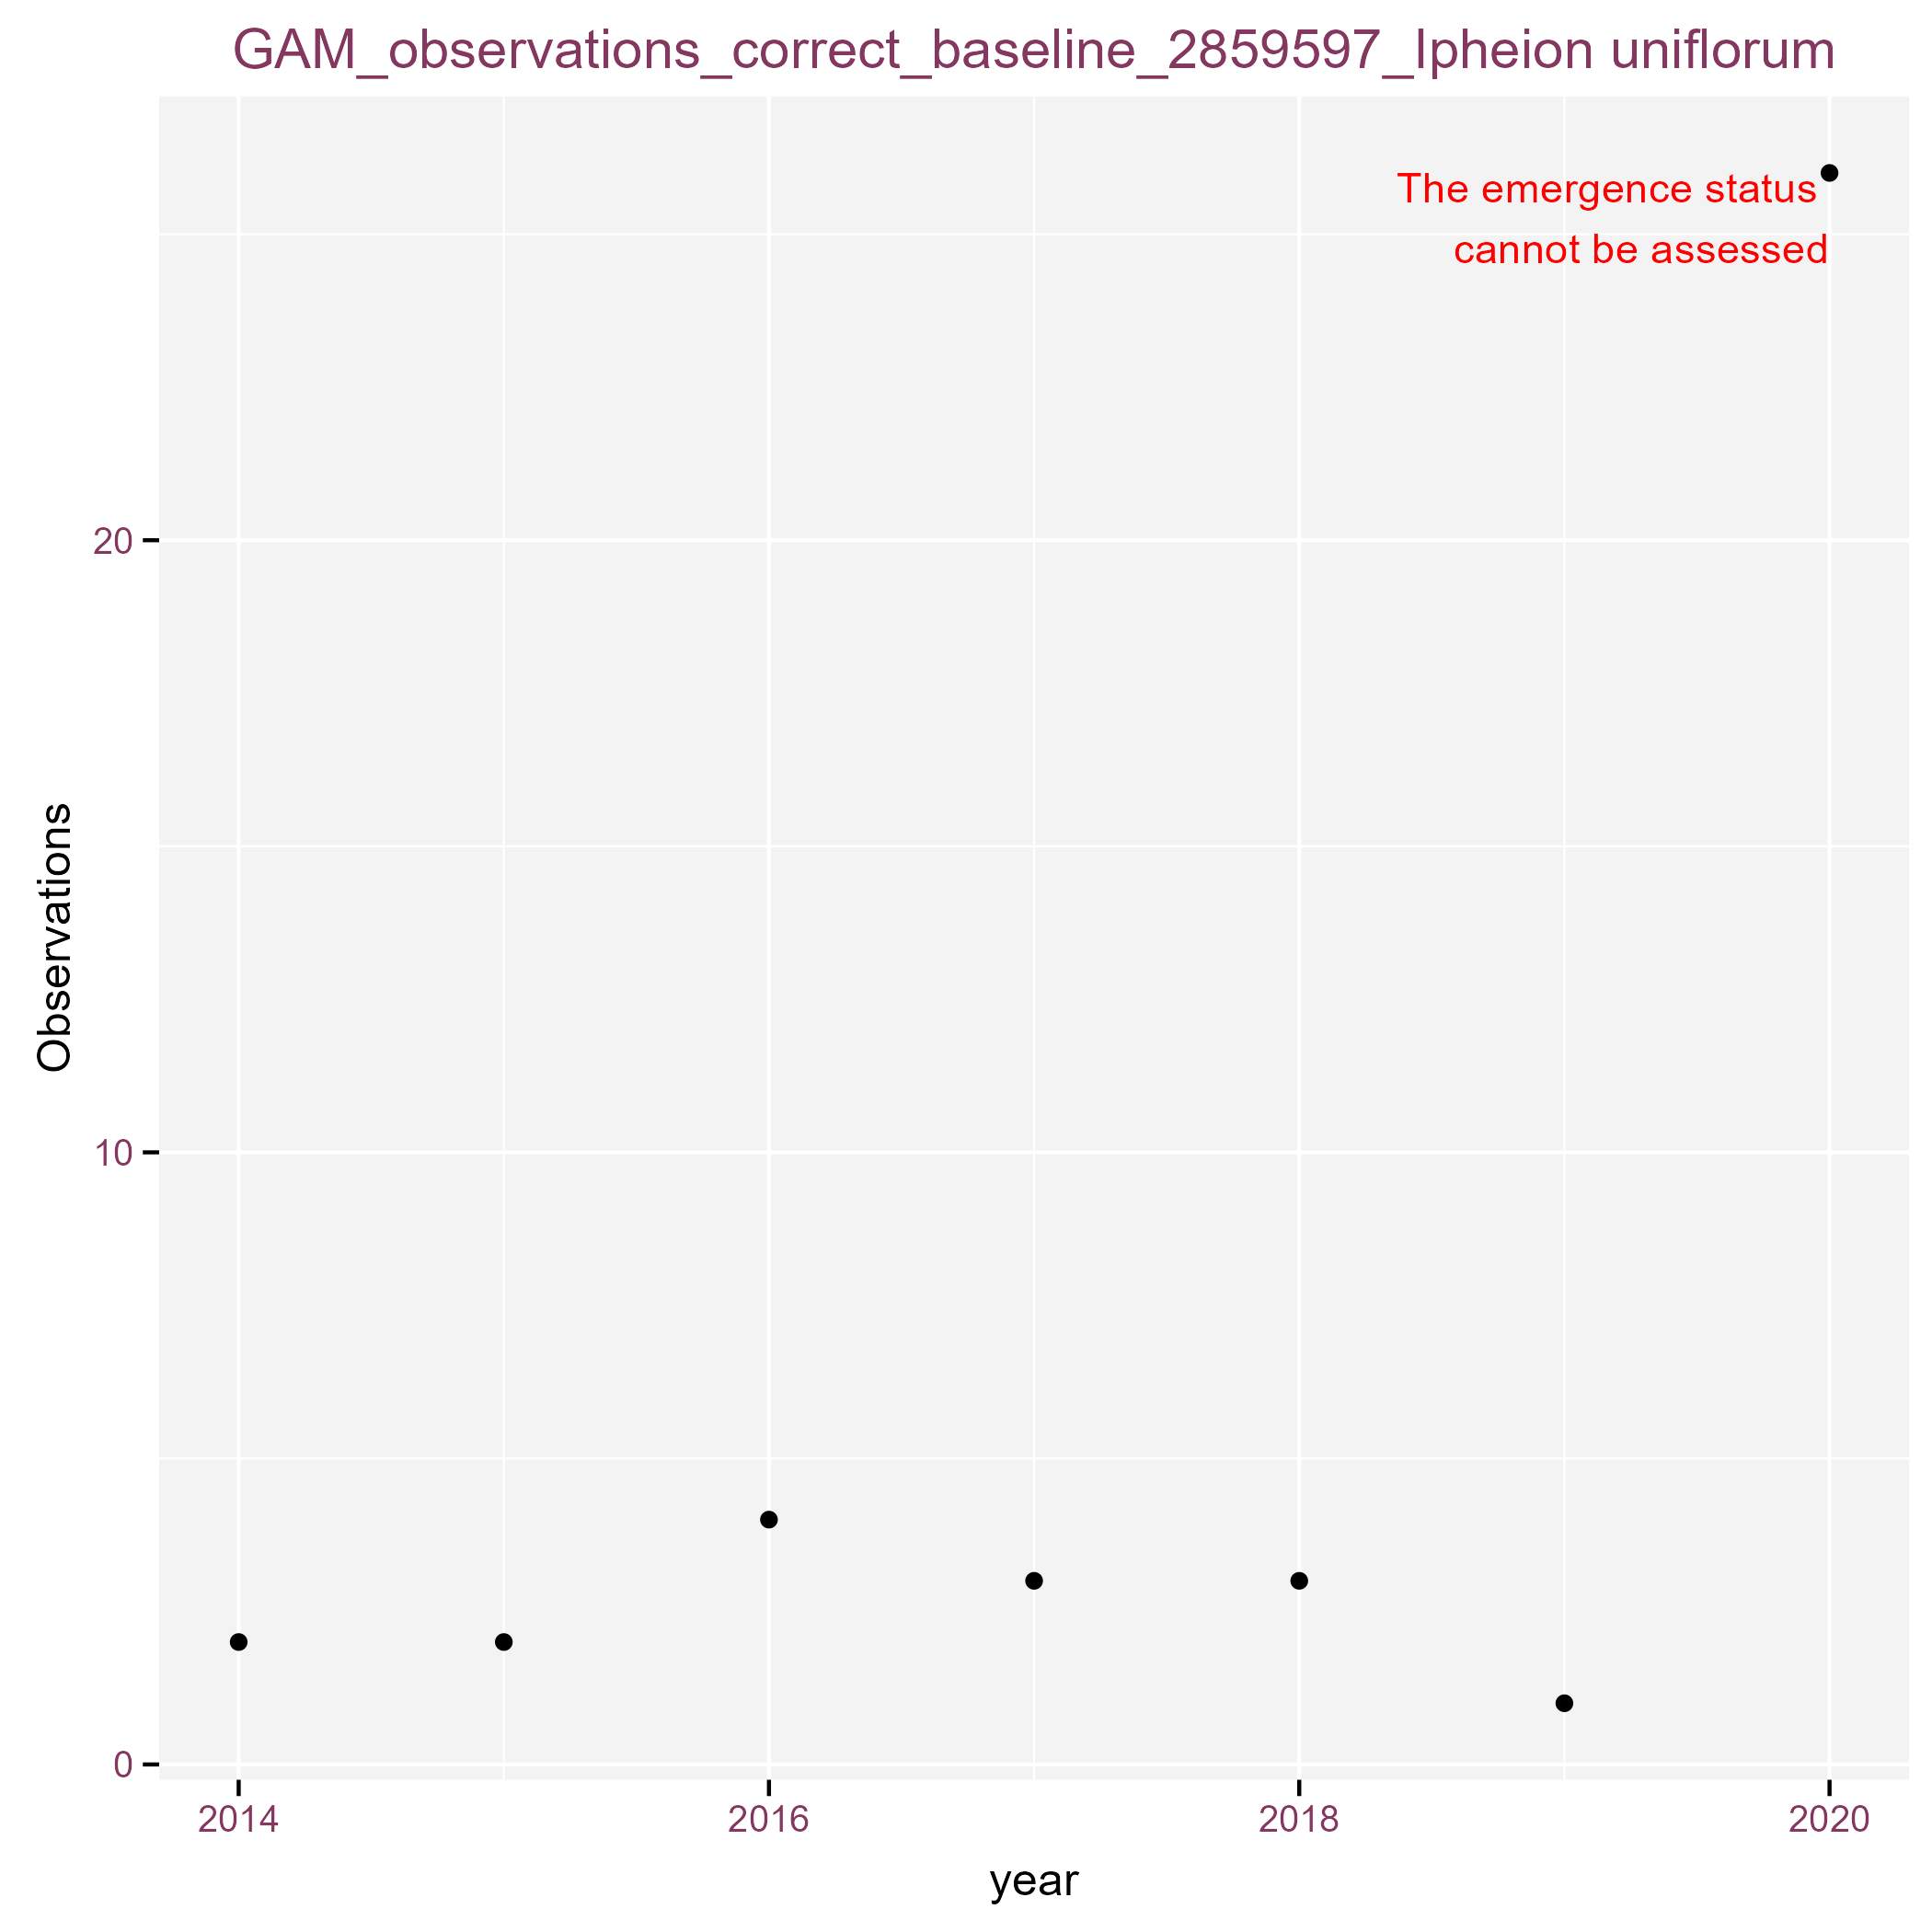 GAM_observations_correct_baseline_2859597_Ipheion uniflorum
The emergence status
cannot be assessed
Observations
20
10
0
2014
2016
2018
2020
year